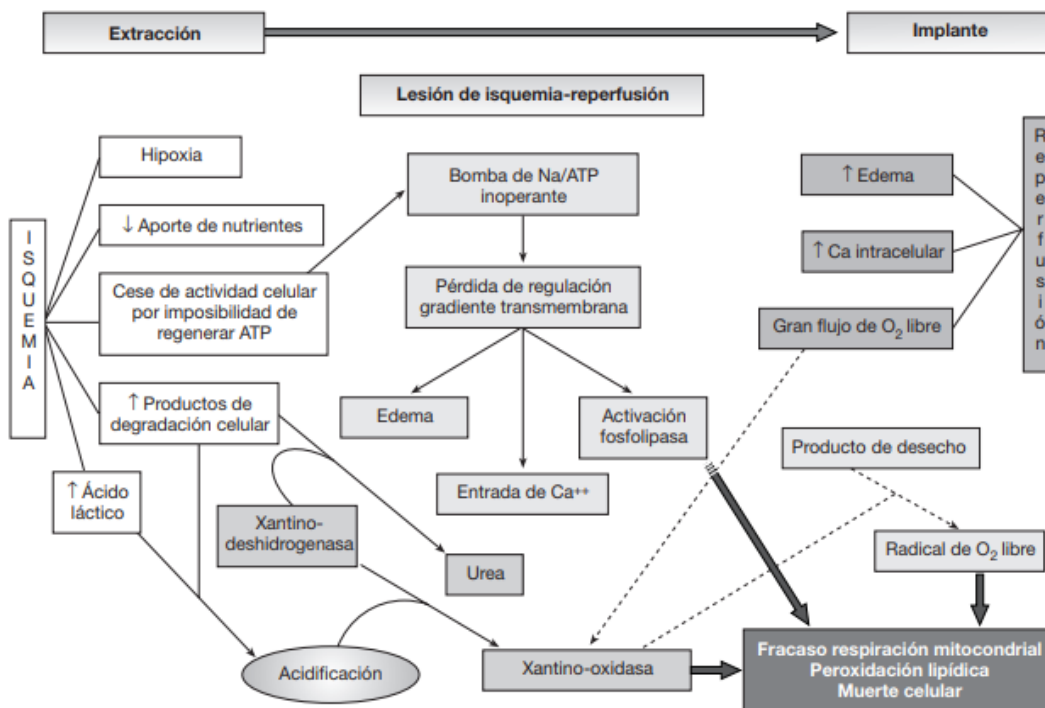 Extracción
Implante
Lesión de isquemia-reperfusión
ISQUEMIA
Hipoxia
↓ Aporte de nutrientes
Cese de actividad celular
por imposibilidad de
regenerar ATP
↑ Productos de
degradación celular
↑ Ácido
láctico
Xantino-
deshidrogenasa
Urea
Acidificación
Bomba de Na/ATP
inoperante
Pérdida de regulación
gradiente transmembrana
Edema
Activación
fosfolipasa
Entrada de Ca++
Xantino-oxidasa
↑ Edema
↑ Ca intracelular
Gran flujo de O2 libre
Reperfusión
Producto de desecho
Radical de O2 libre
Fracaso respiración mitocondrial
Peroxidación lipídica
Muerte celular